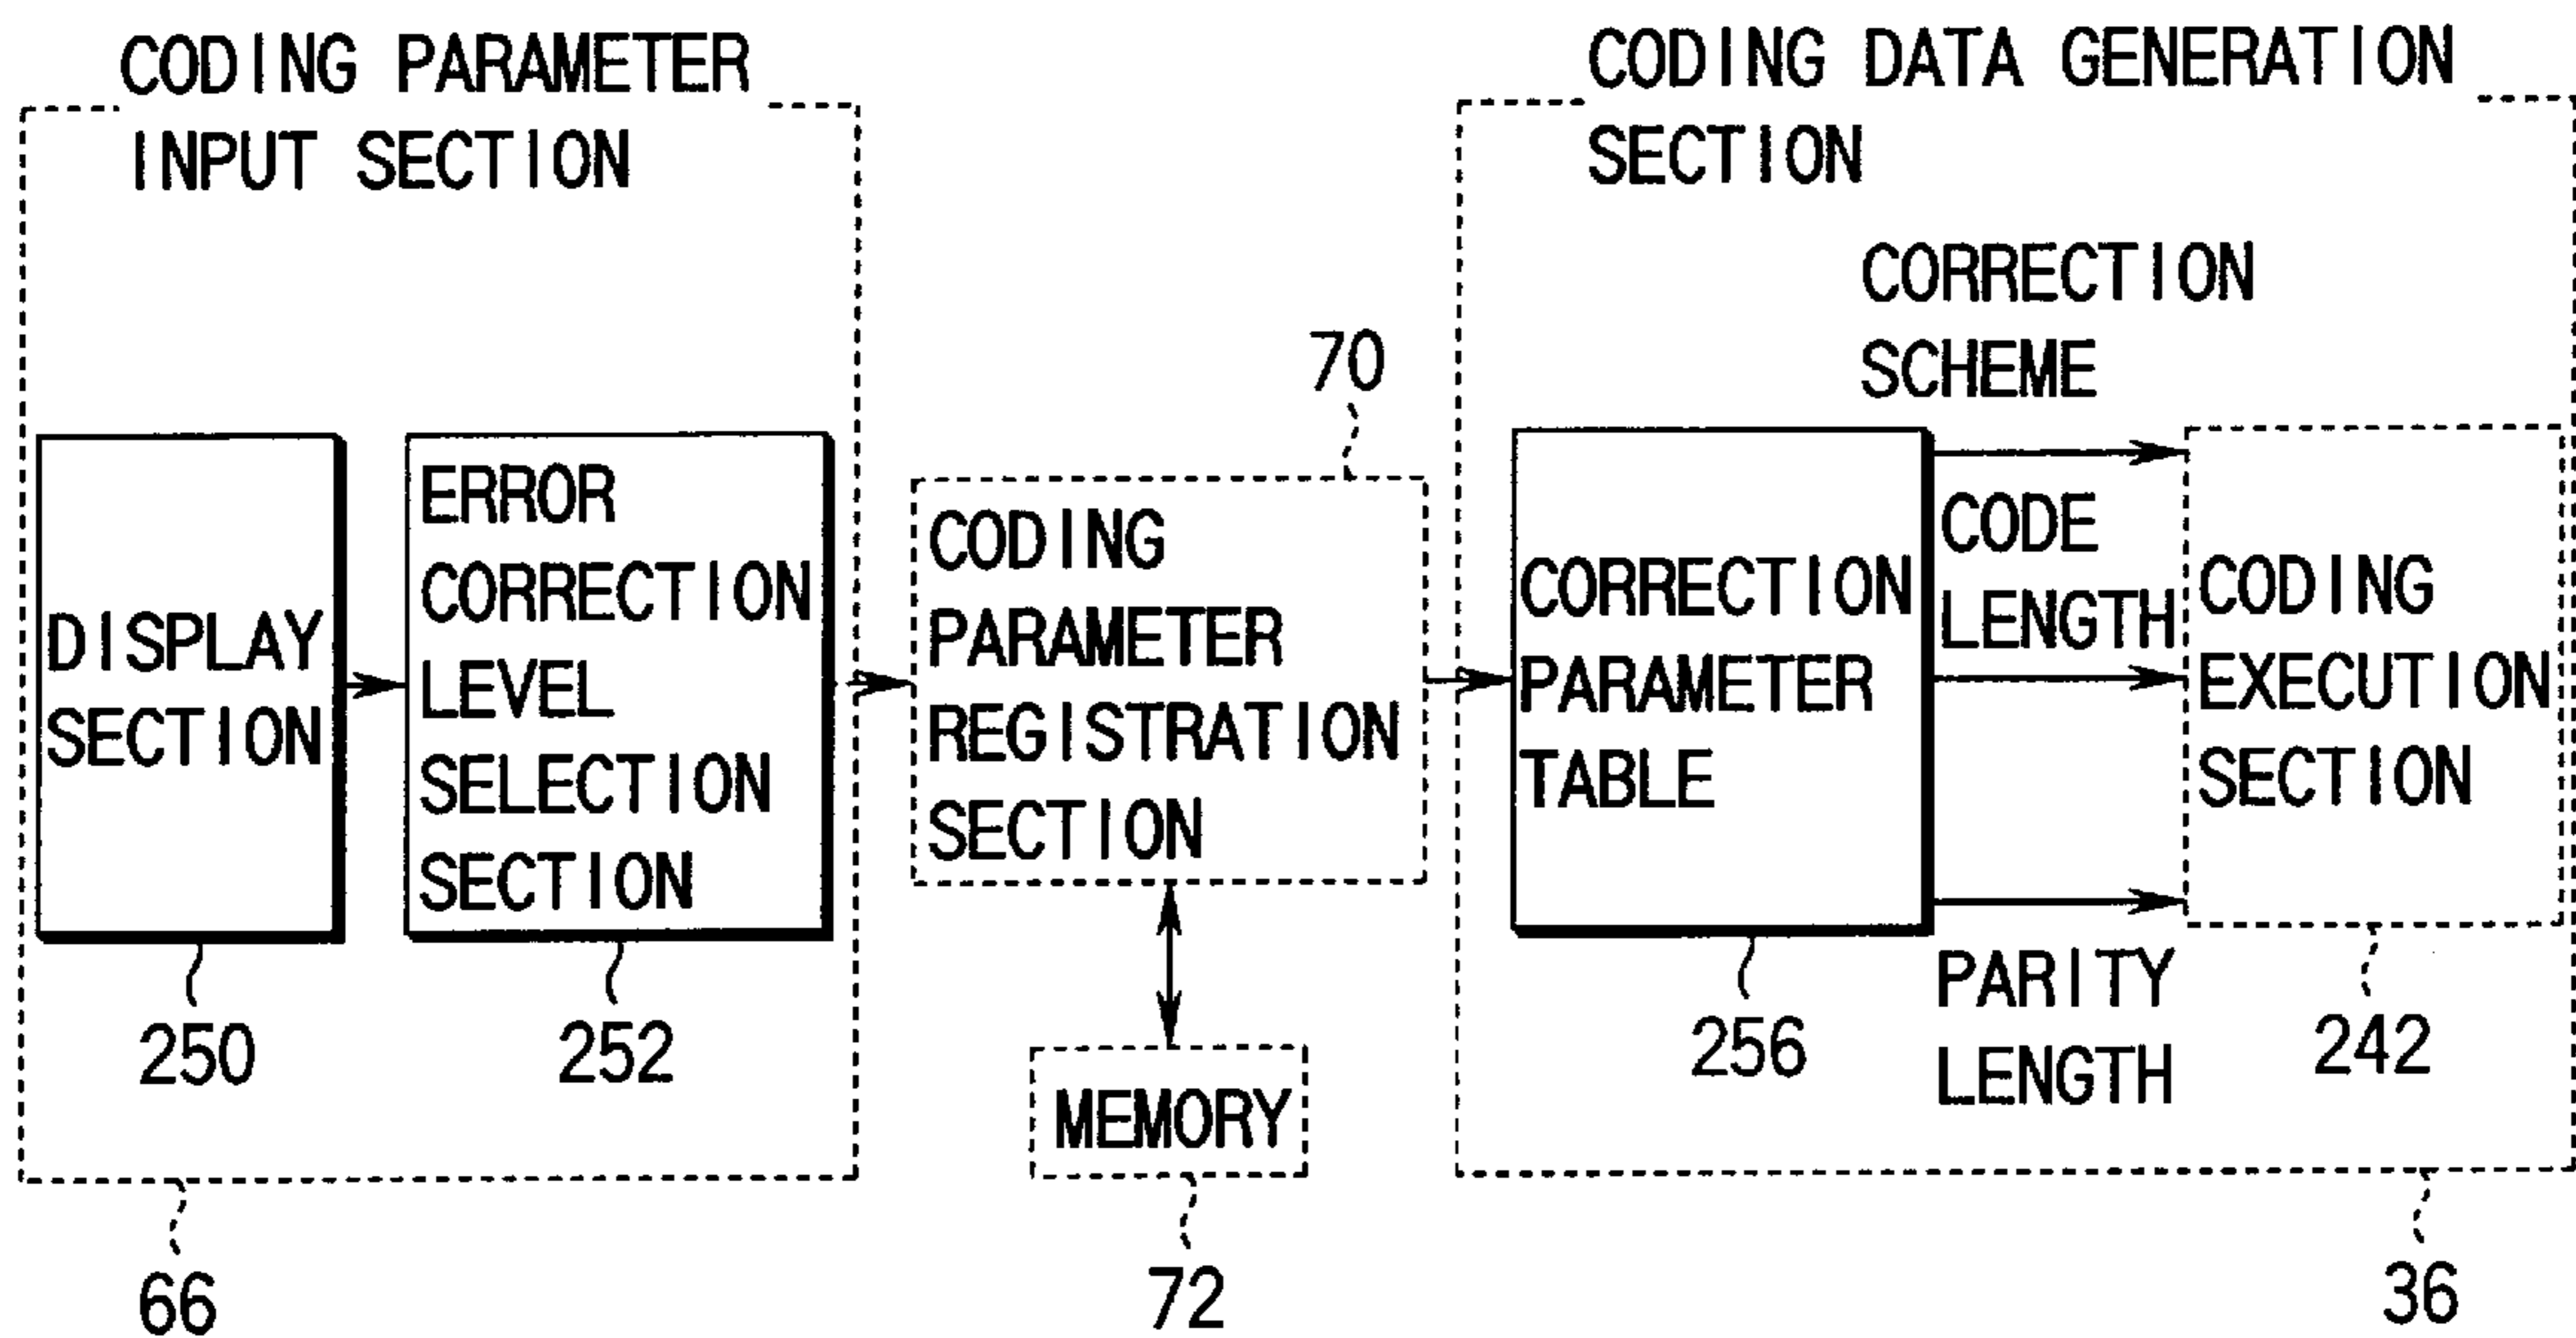 CODING PARAMETER
INPUT SECTION
DISPLAY
SECTION
250
ERROR
CORRECTION
LEVEL
SELECTION
SECTION
252
66
70
CODING
PARAMETER
REGISTRATION
SECTION
MEMORY
72
CODING DATA GENERATION
SECTION
CORRECTION
PARAMETER
TABLE
256
CORRECTION
SCHEME
CODE
LENGTH
PARITY
LENGTH
CODING
EXECUTION
SECTION
242
36